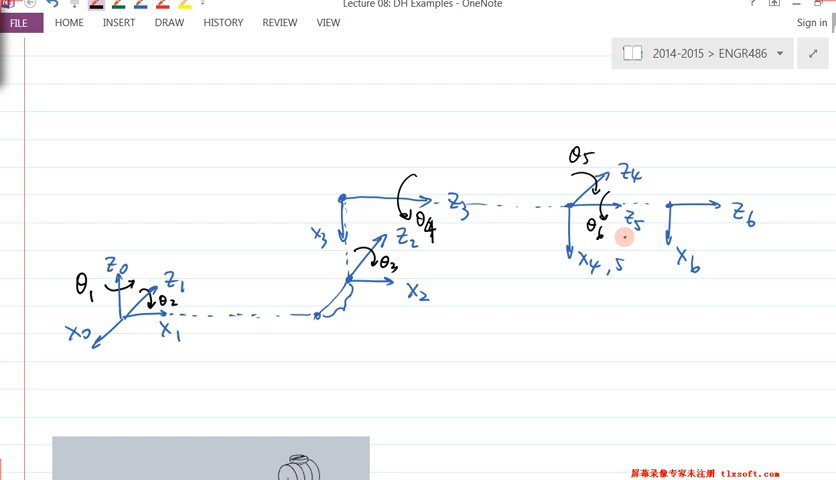 Lecture 08: DH Examples - OneNote
FILE HOME INSERT DRAW HISTORY REVIEW VIEW Sign in
2014-2015 > ENGR486
θ5
Z4
Z3
θ4
Z5
Z6
X3
Z2
θ6
θ3
X4,5
X6
Z0
Z1
θ1
θ2
X2
X0
X1
屏幕录像专家未注册 tlxsoft.com